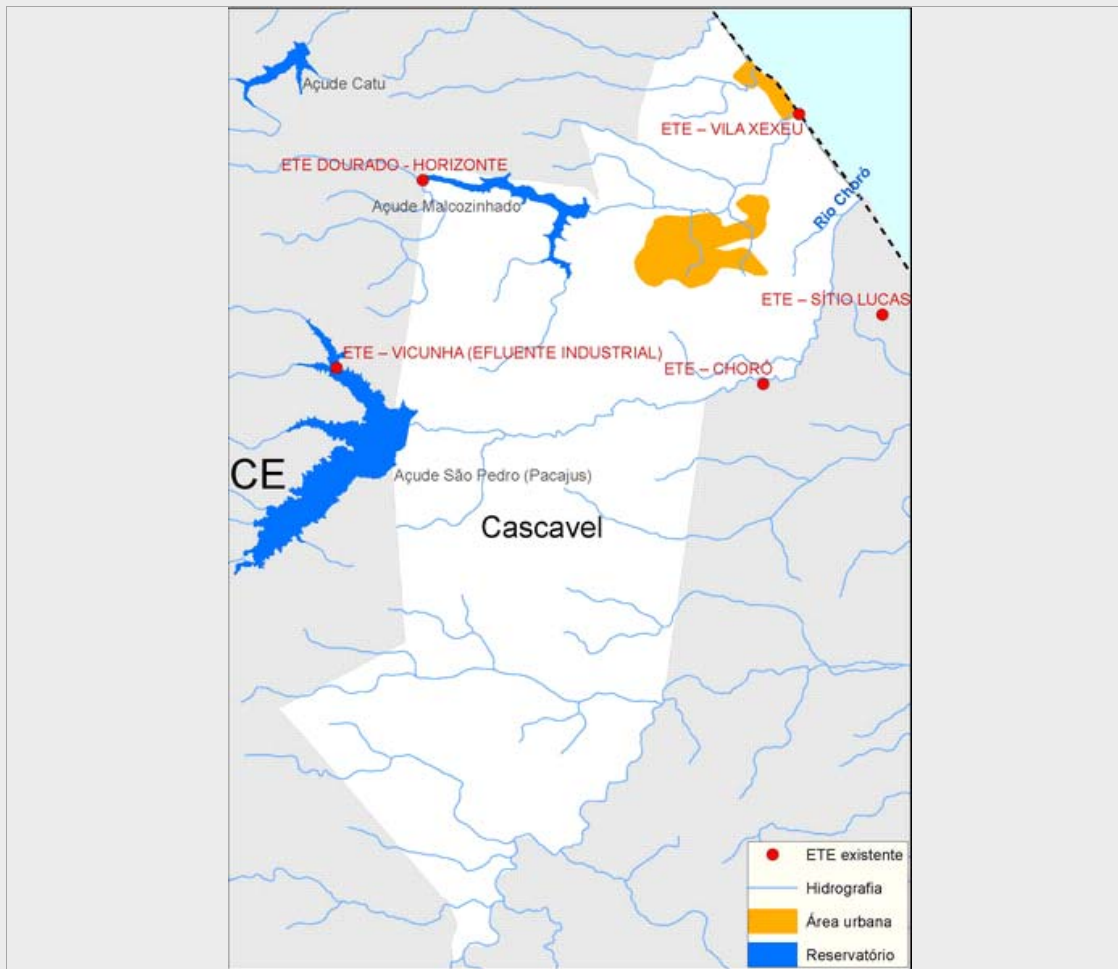 Açude Catu
ETE – VILA XEXEU
ETE DOURADO - HORIZONTE
Açude Malcozinhado
Rio Choró
ETE – SÍTIO LUCAS
ETE – VICUNHA (EFLUENTE INDUSTRIAL)
ETE – CHORÓ
CE
Açude São Pedro (Pacajus)
Cascavel
ETE existente
Hidrografia
Área urbana
Reservatório